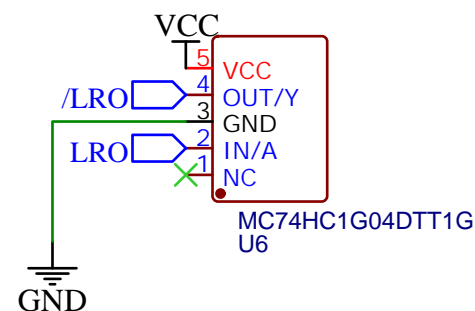 VCC
5 VCC
/LRO 4 OUT/Y
3 GND
LRO 2 IN/A
1 NC
MC74HC1G04DTT1G
U6
GND